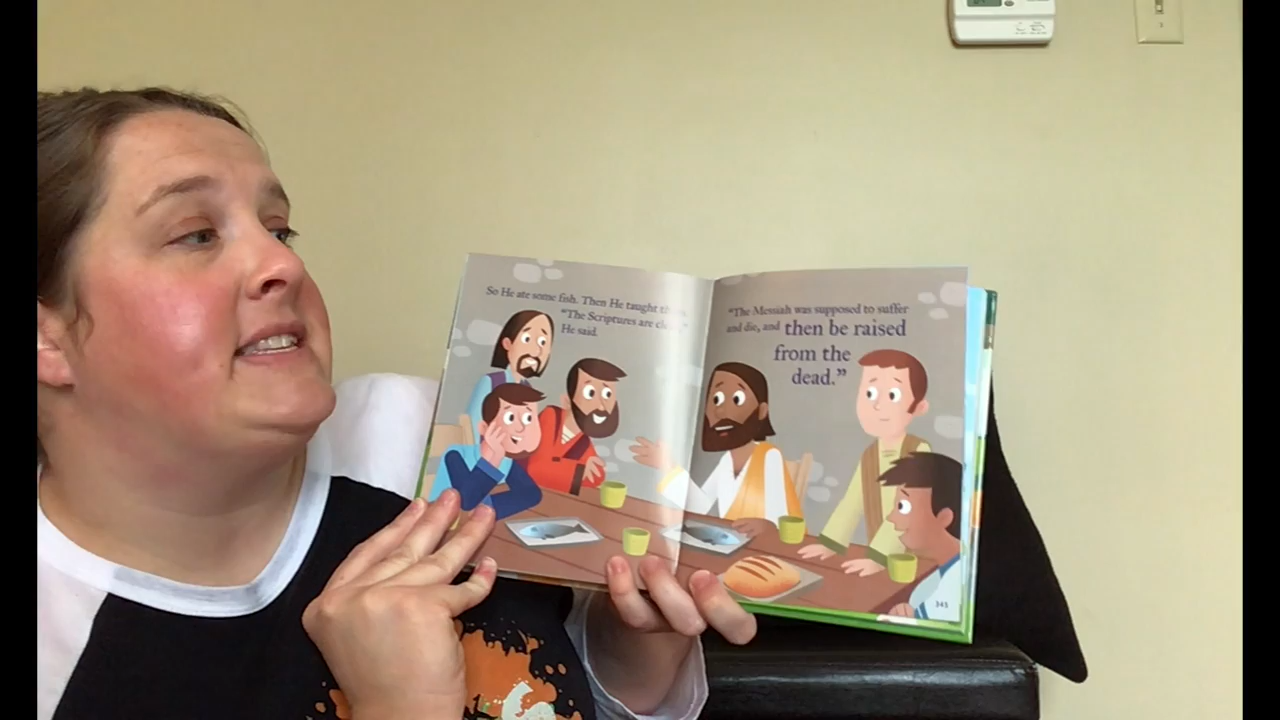 So He ate some fish. Then He taught
"The Scriptures are
He said.
"The Messiah was supposed to suffer
and die, and then be raised
from the
dead."
345